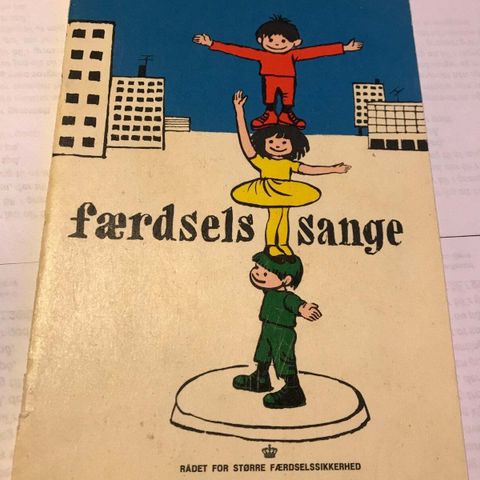 færdsels sange
RÅDET FOR STØRRE FÆRDSELSSIKKERHED